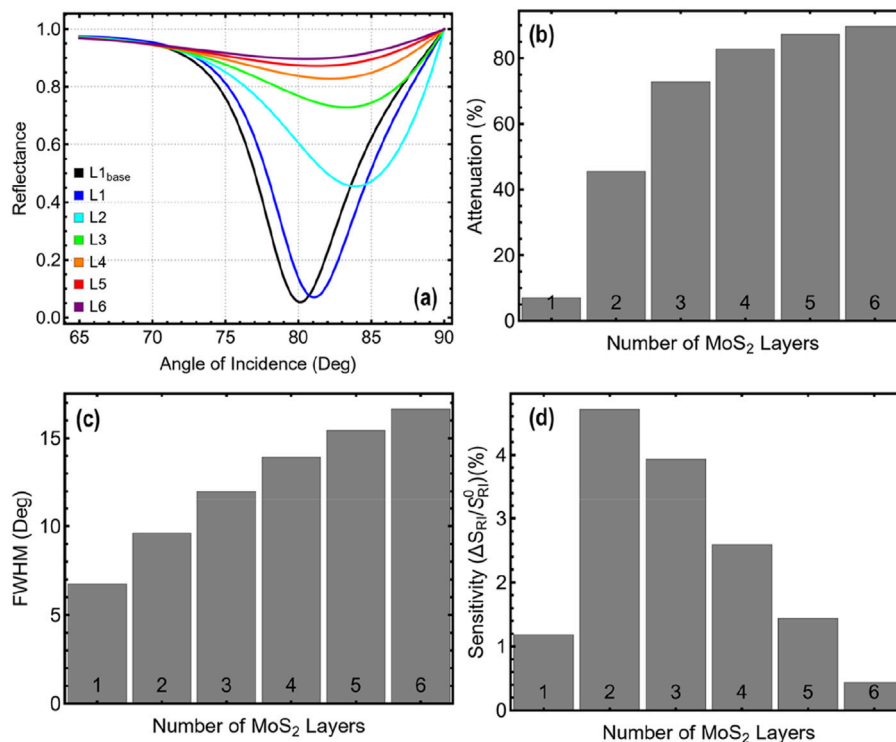 1.0
0.8
0.6
0.4
0.2
0.0
Reflectance
L1base
L1
L2
L3
L4
L5
L6
(a)
65 70 75 80 85 90
Angle of Incidence (Deg)
(b)
80
60
40
20
0
Attenuation (%)
1 2 3 4 5 6
Number of MoS2 Layers
(c)
15
10
5
0
FWHM (Deg)
1 2 3 4 5 6
Number of MoS2 Layers
(d)
4
2
1
0
Sensitivity (ΔSRI/S0RI)(%)
1 2 3 4 5 6
Number of MoS2 Layers